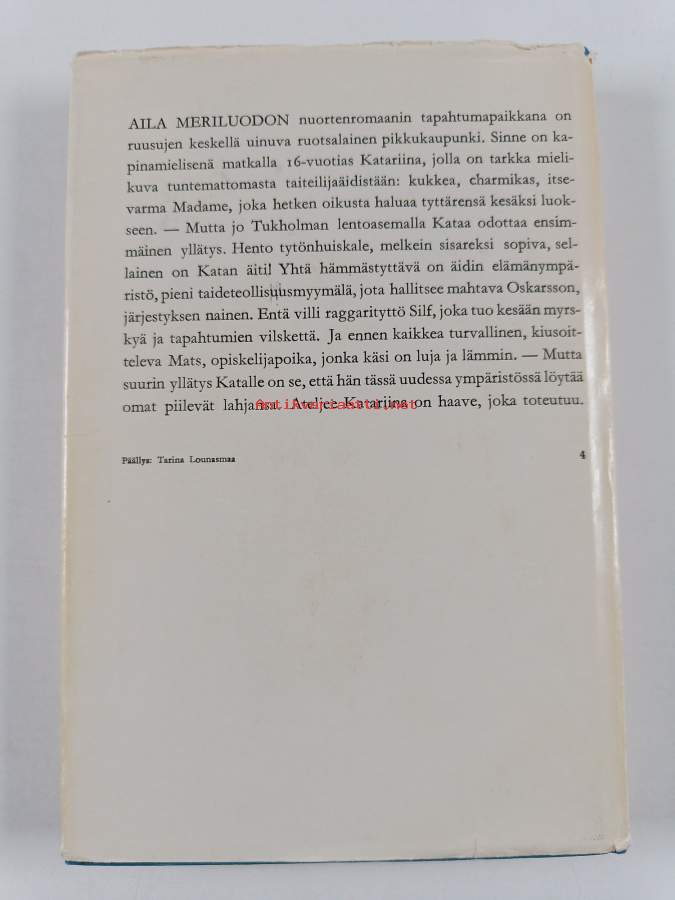 AILA MERILUODON nuortenromaanin tapahtumapaikkana on
ruusujen keskellä uinuva ruotsalainen pikkukaupunki. Sinne on ka-
pinamielisenä matkalla 16-vuotias Katariina, jolla on tarkka mieli-
kuva tuntemattomasta taiteilijaäidistään: kukkea, charmikas, itse-
varma Madame, joka hetken oikusta haluaa tyttärensä kesäksi luok-
seen. — Mutta jo Tukholman lentoasemalla Kataa odottaa ensim-
mäinen yllätys. Hento tytönhuiskale, melkein sisareksi sopiva, sel-
lainen on Katan äiti! Yhtä hämmästyttävä on äidin elämänympä-
ristö, pieni taideteollisuusmyymälä, jota hallitsee mahtava Oskarsson,
järjestyksen nainen. Entä villi raggarityttö Silf, joka tuo kesään myrs-
kyä ja tapahtumien vilskettä. Ja ennen kaikkea turvallinen, kiusoit-
televa Mats, opiskelijapoika, jonka käsi on luja ja lämmin. — Mutta
suurin yllätys Katalle on se, että hän tässä uudessa ympäristössä löytää
omat piilevät lahjansa. Ateljee Katariina on haave, joka toteutuu.
Antikvariaatti.net
Päällys: Tarina Lounasmaa 4